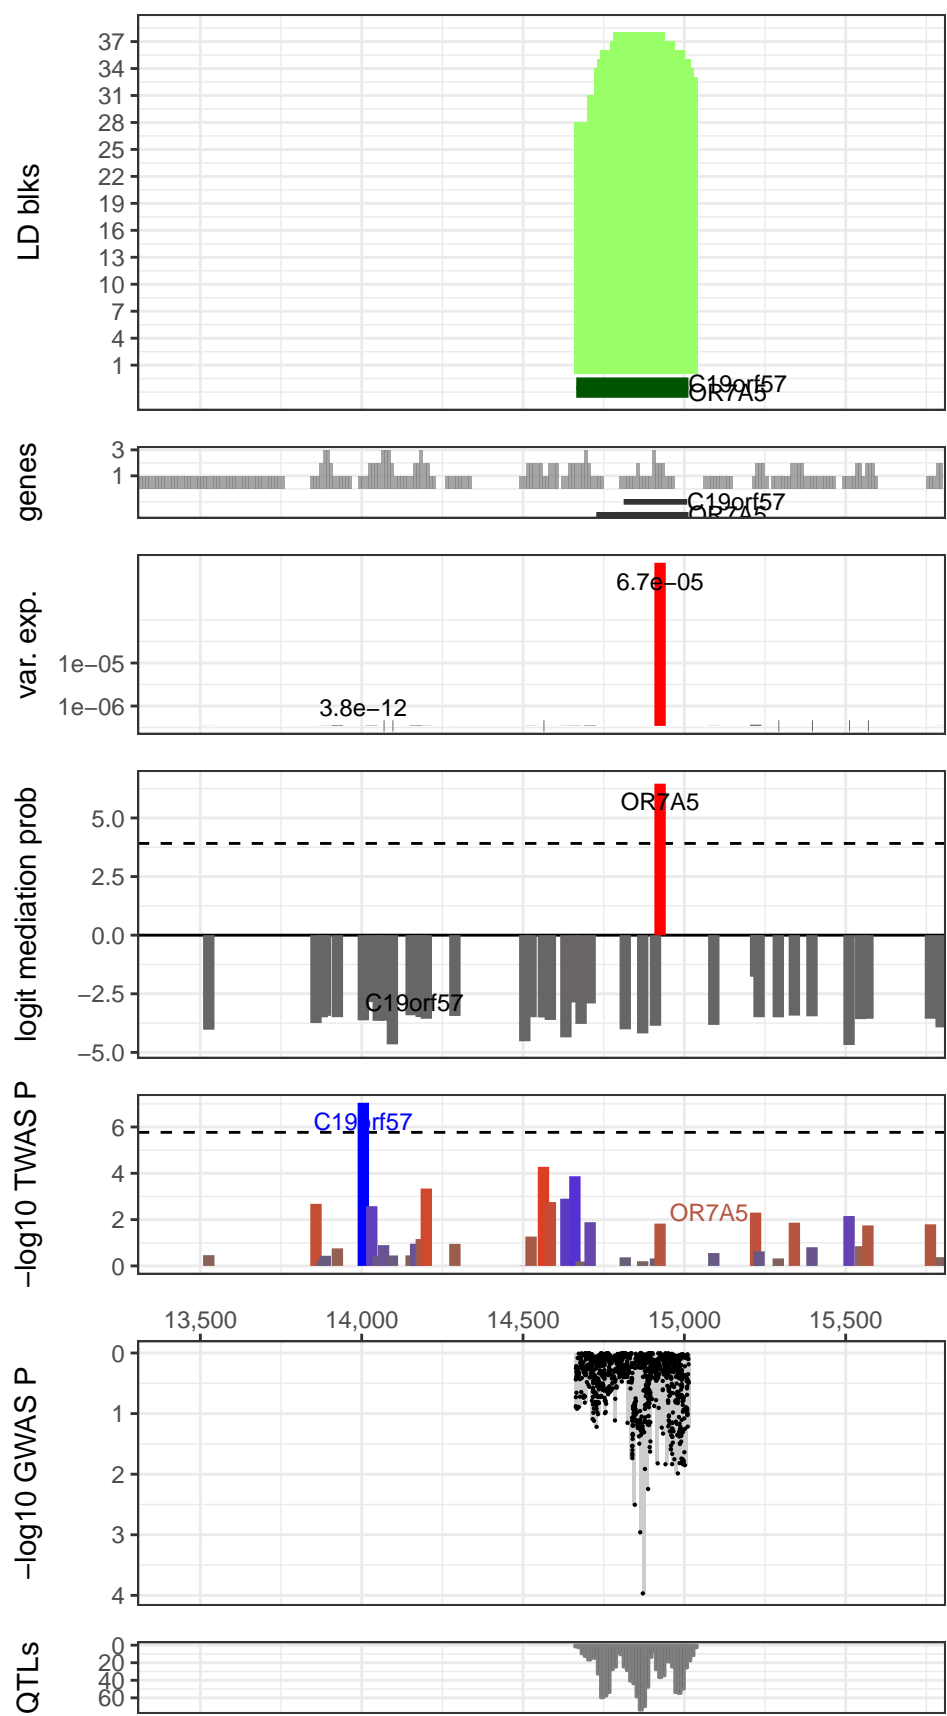 LD blks
37
34
31
28
25
22
19
16
13
10
7
4
1
C19orf57
OR7A5
genes
3
1
C19orf57
OR7A5
var. exp.
6.7e−05
1e−05
1e−06
3.8e−12
logit mediation prob
OR7A5
5.0
2.5
0.0
−2.5
C19orf57
−5.0
−log10 TWAS P
C19orf57
6
4
2
OR7A5
0
13,500 14,000 14,500 15,000 15,500
−log10 GWAS P
0
1
2
3
4
QTLs
0
20
40
60